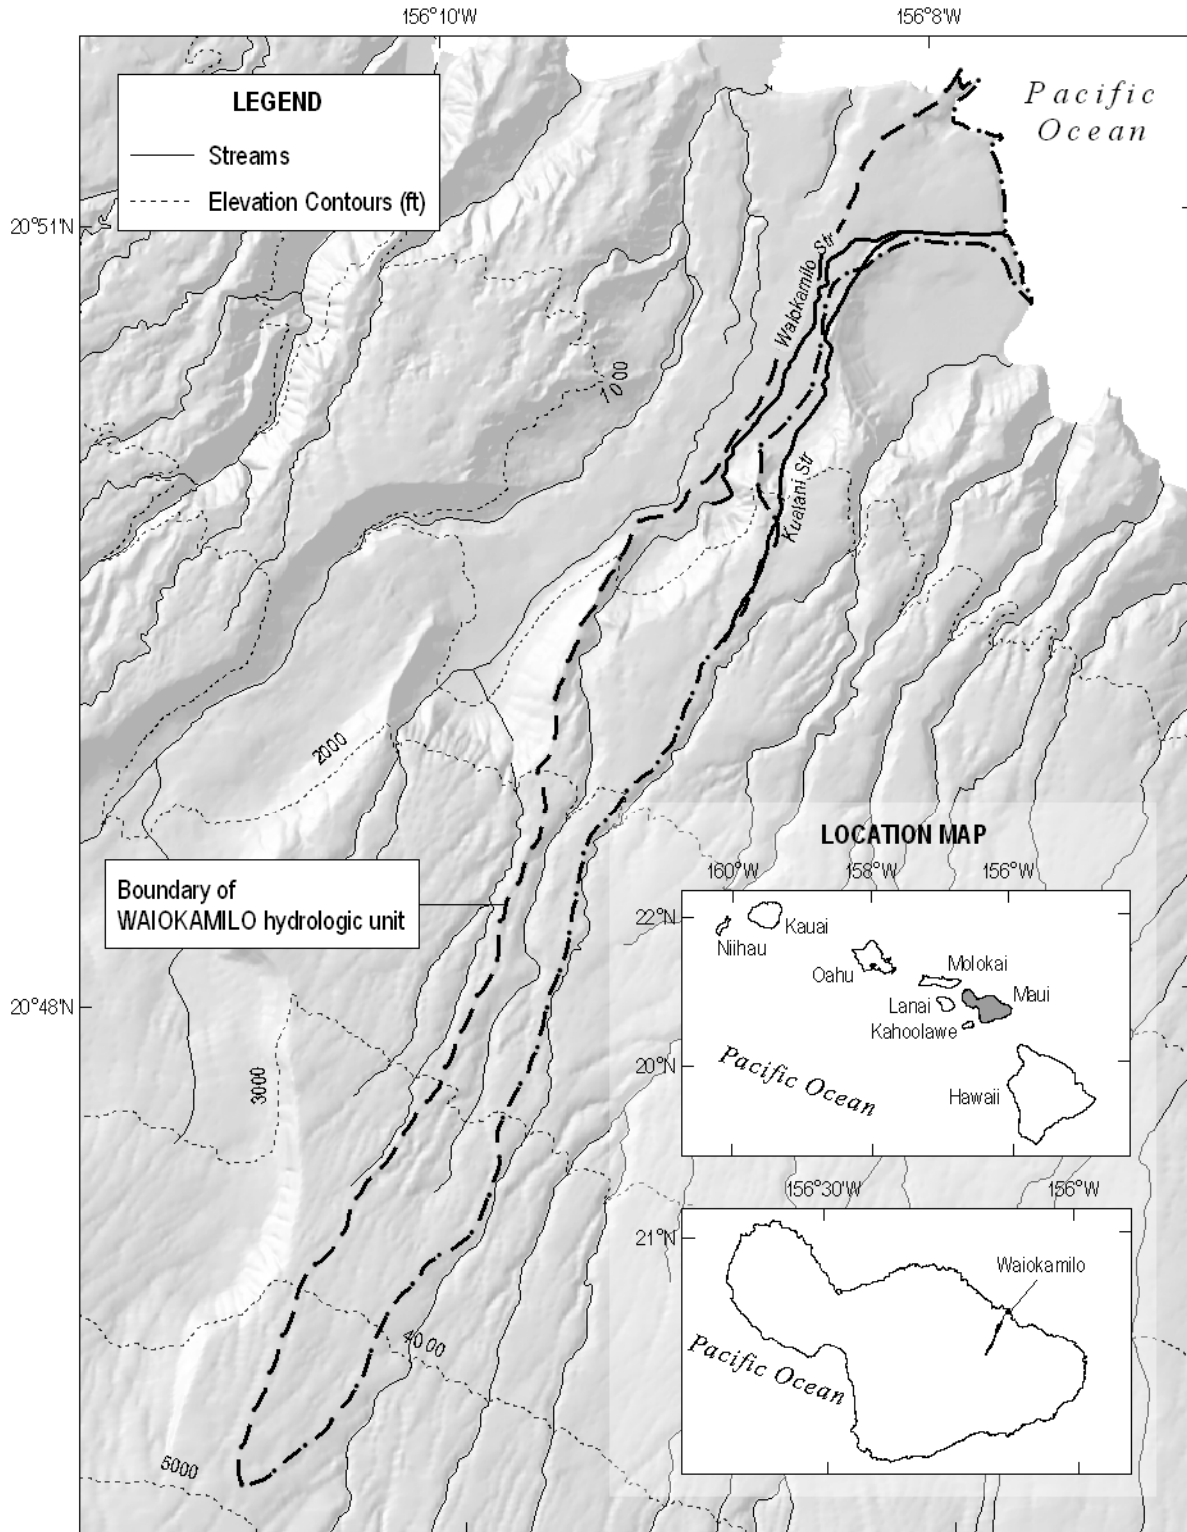 156°10'W
156°8'W
Pacific
Ocean
LEGEND
Streams
Elevation Contours (ft)
20°51'N
Waiokamilo Str
1000
Kualani Str
2000
LOCATION MAP
160°W
158°W
156°W
Boundary of
WAIOKAMILO hydrologic unit
22°N
Kauai
Niihau
Oahu
Molokai
Lanai
Maui
Kahoolawe
20°48'N
20°N
Pacific Ocean
Hawaii
3000
156°30'W
156°W
21°N
Waiokamilo
4000
Pacific Ocean
5000